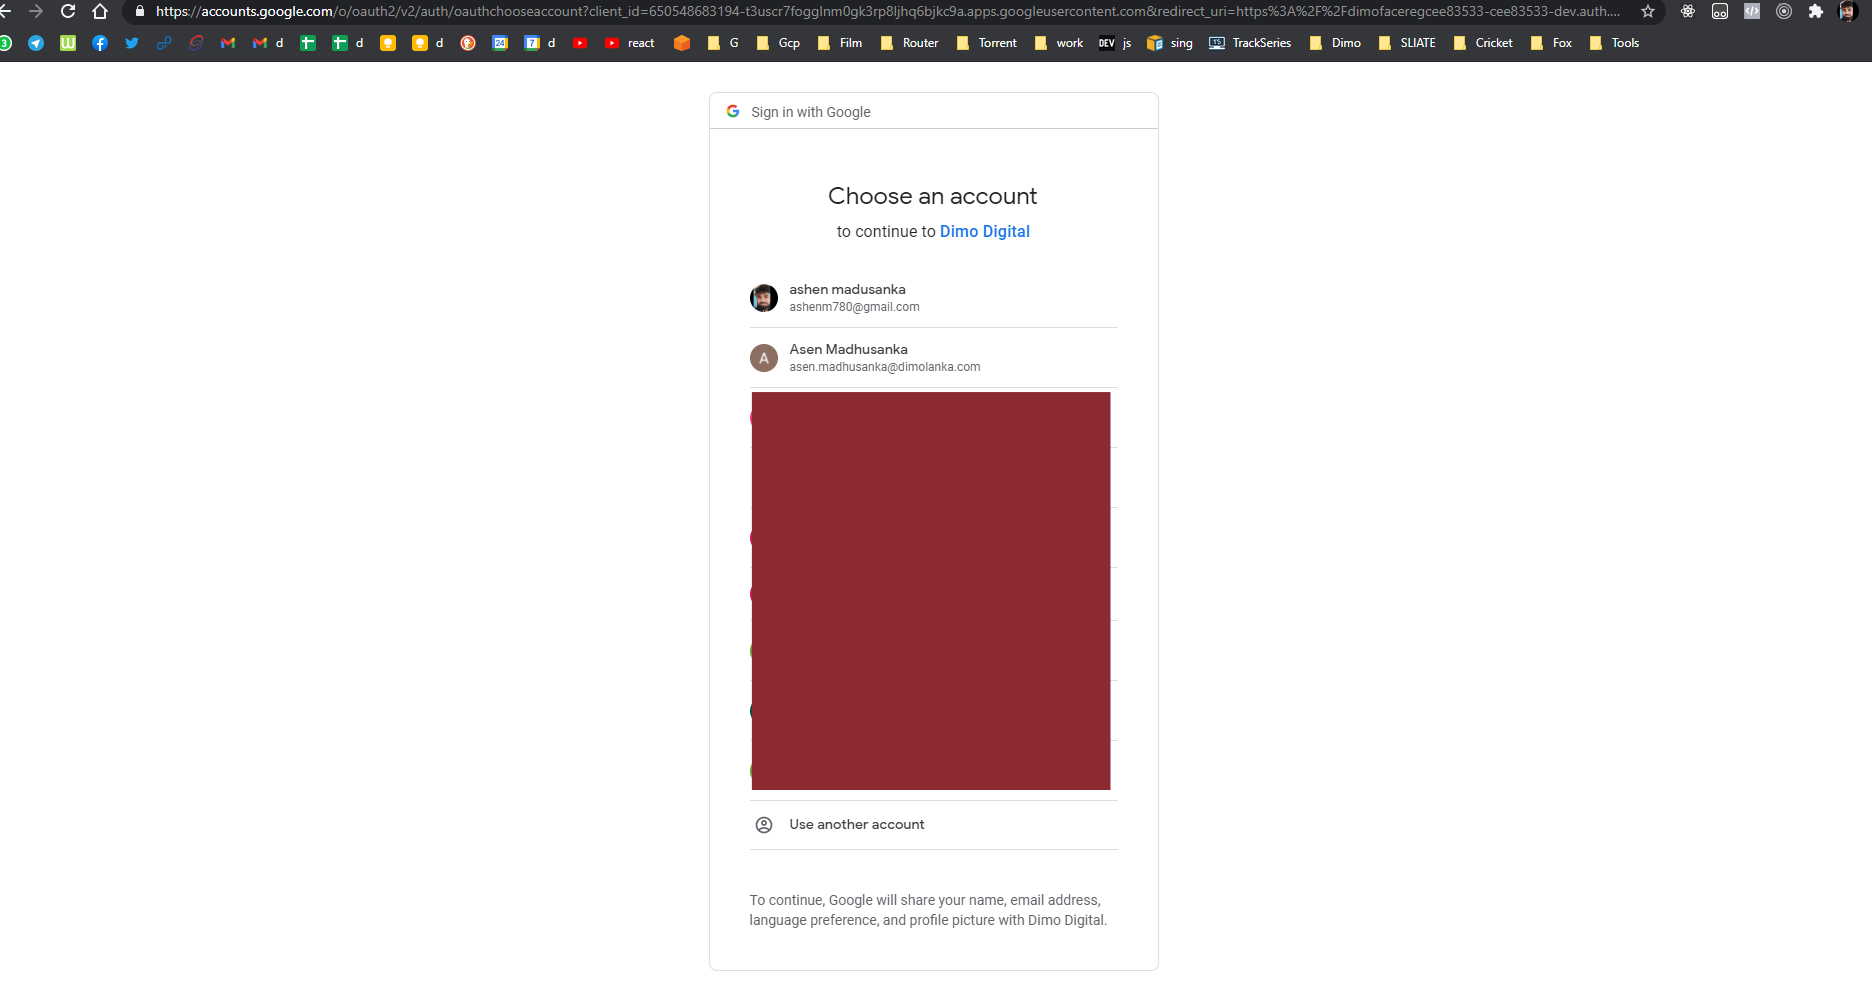 https://accounts.google.com/o/oauth2/v2/auth/oauthchooseaccount?client_id=650548683194-t3uscr7fogglnm0gk3rp8ljhq6bjkc9a.apps.googleusercontent.com&redirect_uri=https%3A%2F%2Fdimofaceregcee83533-cee83533-dev.auth....
3 d d d 24 7 d react G Gcp Film Router Torrent work DEV js sing TS TrackSeries Dimo SLIATE Cricket Fox Tools
Sign in with Google
Choose an account
to continue to Dimo Digital
ashen madusanka
ashenm780@gmail.com
A
Asen Madhusanka
asen.madhusanka@dimolanka.com
Use another account
To continue, Google will share your name, email address,
language preference, and profile picture with Dimo Digital.